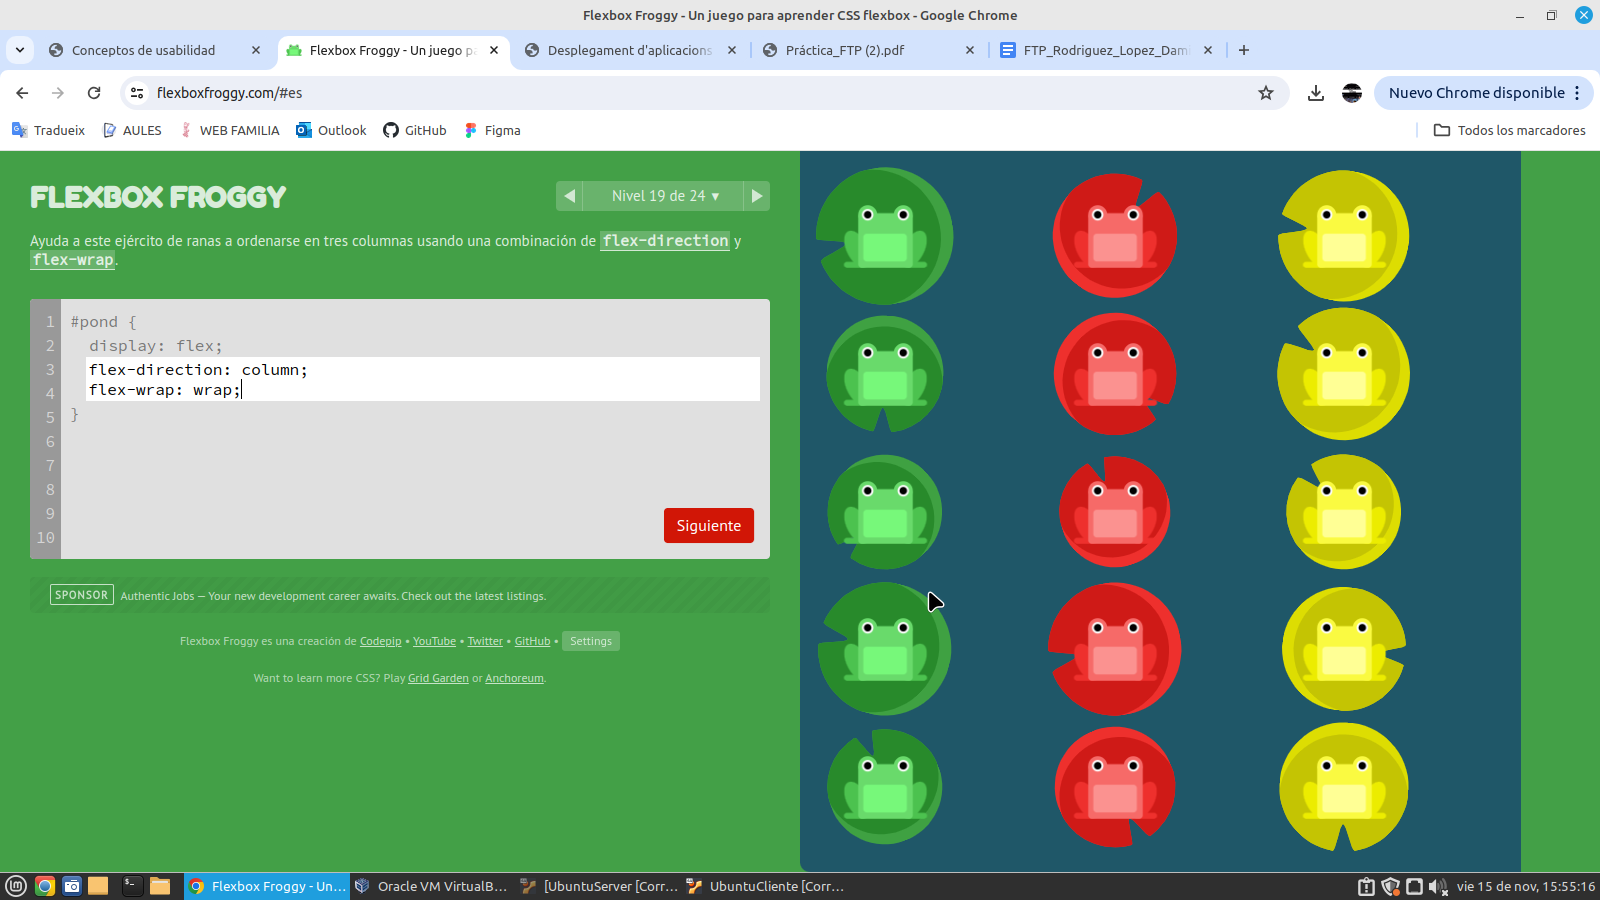 Flexbox Froggy - Un juego para aprender CSS flexbox - Google Chrome
Conceptos de usabilidad
Flexbox Froggy - Un juego pa
Desplegament d'aplicacions
Práctica_FTP (2).pdf
FTP_Rodriguez_Lopez_Dam
flexboxfroggy.com/#es
Nuevo Chrome disponible
Tradueix
AULES
WEB FAMILIA
Outlook
GitHub
Figma
Todos los marcadores
FLEXBOX FROGGY
Nivel 19 de 24 ▾
Ayuda a este ejército de ranas a ordenarse en tres columnas usando una combinación de flex-direction y
flex-wrap.
1 #pond {
2 display: flex;
3 flex-direction: column;
4 flex-wrap: wrap;
5 }
6
7
8
9
10
Siguiente
SPONSOR Authentic Jobs — Your new development career awaits. Check out the latest listings.
Flexbox Froggy es una creación de Codepip • YouTube • Twitter • GitHub • Settings
Want to learn more CSS? Play Grid Garden or Anchoreum.
Flexbox Froggy - Un...
Oracle VM VirtualB...
[UbuntuServer [Corr...
UbuntuCliente [Corr...
vie 15 de nov, 15:55:16